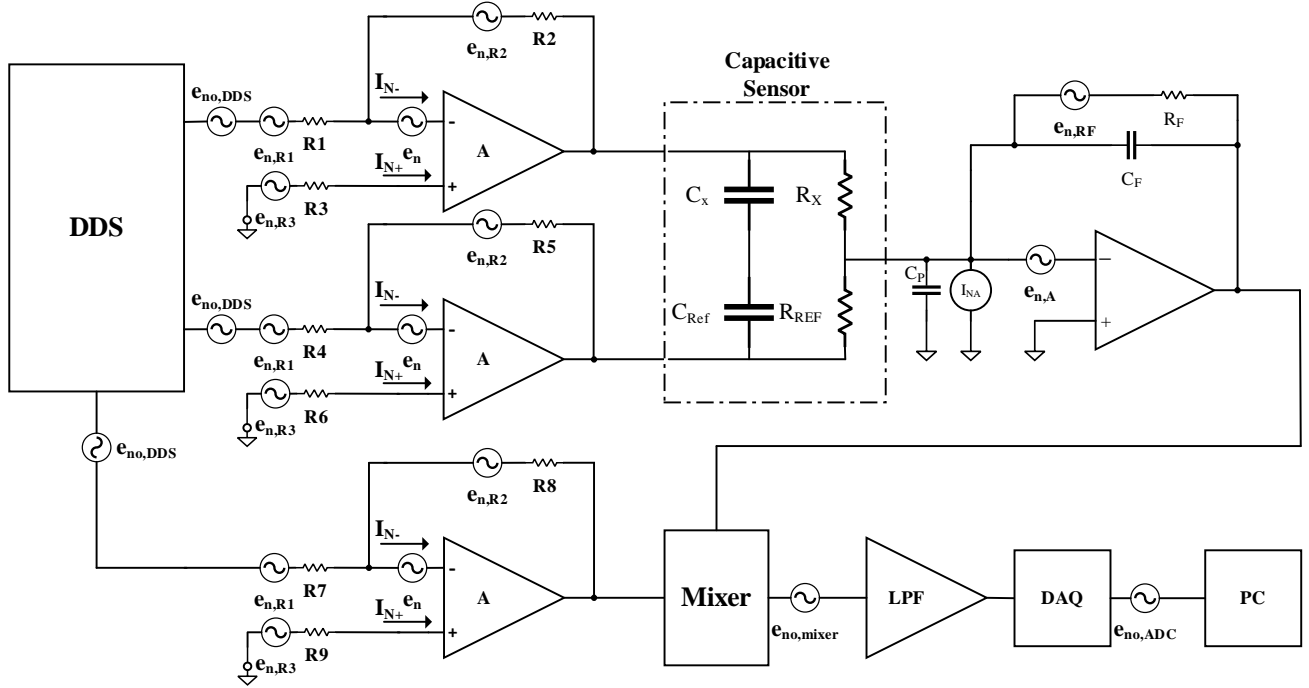 e_n,R2
R2
Capacitive
Sensor
e_no,DDS
I_N-
e_n,R1
R1
e_n
-
A
I_N+
+
e_n,R3
R3
C_x
R_X
e_n,RF
R_F
C_F
DDS
e_n,R2
R5
e_no,DDS
I_N-
e_n,R1
R4
e_n
-
A
I_N+
+
e_n,R3
R6
C_Ref
R_REF
C_P
I_NA
e_n,A
−
+
e_no,DDS
e_n,R2
R8
I_N-
e_n,R1
R7
e_n
-
A
I_N+
+
e_n,R3
R9
Mixer
e_no,mixer
LPF
DAQ
e_no,ADC
PC